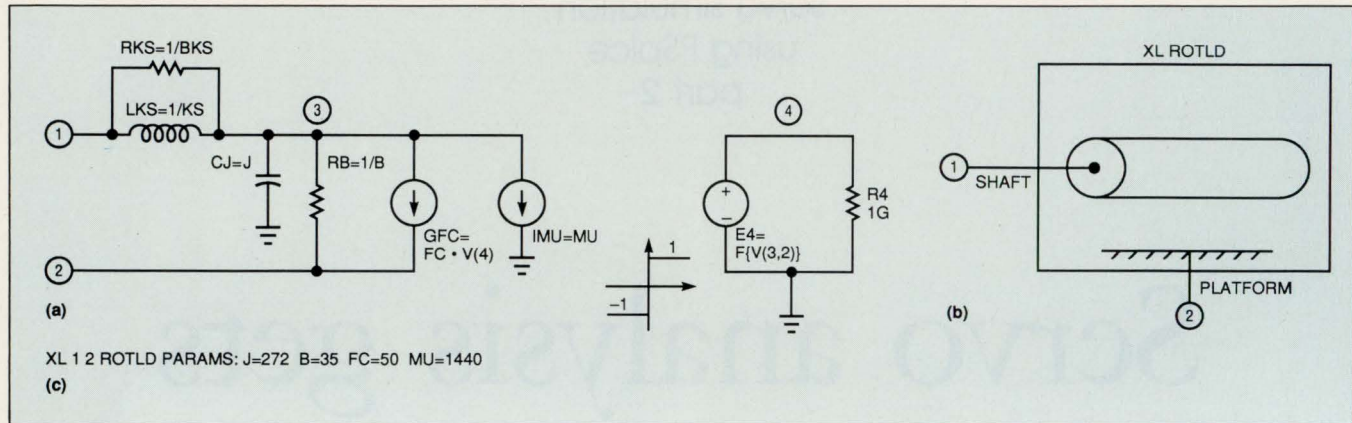 RKS=1/BKS
LKS=1/KS
1
3
CJ=J
RB=1/B
GFC=
FC • V(4)
IMU=MU
2
(a)
4
1
−1
+
−
E4=
F{V(3,2)}
R4
1G
XL ROTLD
1
SHAFT
PLATFORM
2
(b)
XL 1 2 ROTLD PARAMS: J=272 B=35 FC=50 MU=1440
(c)
servo simulation
using PSpice
part 2
Servo analysis gets